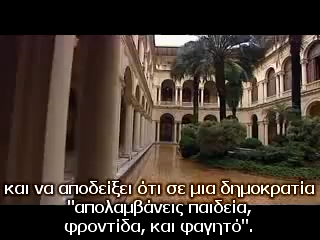 και να αποδείξει ότι σε μια δημοκρατία
"απολαμβάνεις παιδεία,
φροντίδα, και φαγητό".